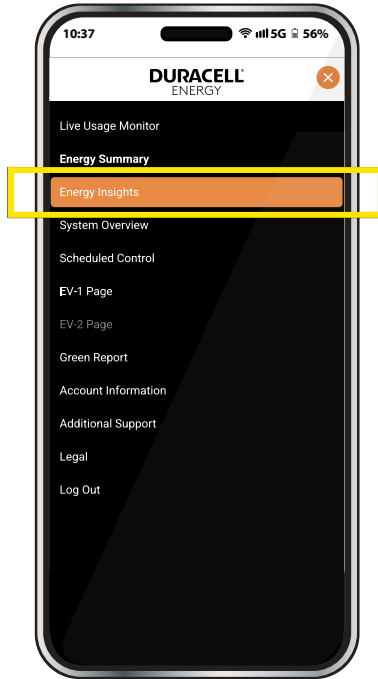 10:37 5G 56%
DURACELL
ENERGY
Live Usage Monitor
Energy Summary
Energy Insights
System Overview
Scheduled Control
EV-1 Page
EV-2 Page
Green Report
Account Information
Additional Support
Legal
Log Out